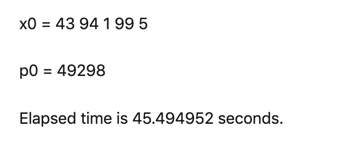 x0 = 43 94 1 99 5
p0 = 49298
Elapsed time is 45.494952 seconds.